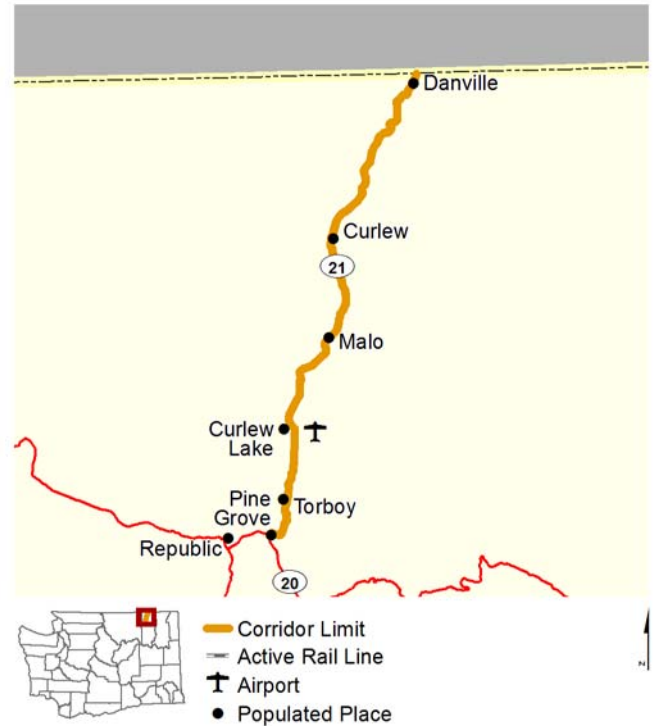 Danville
Curlew
21
Malo
Curlew
Lake
Pine
Grove
Torboy
Republic
20
Corridor Limit
Active Rail Line
Airport
Populated Place
N